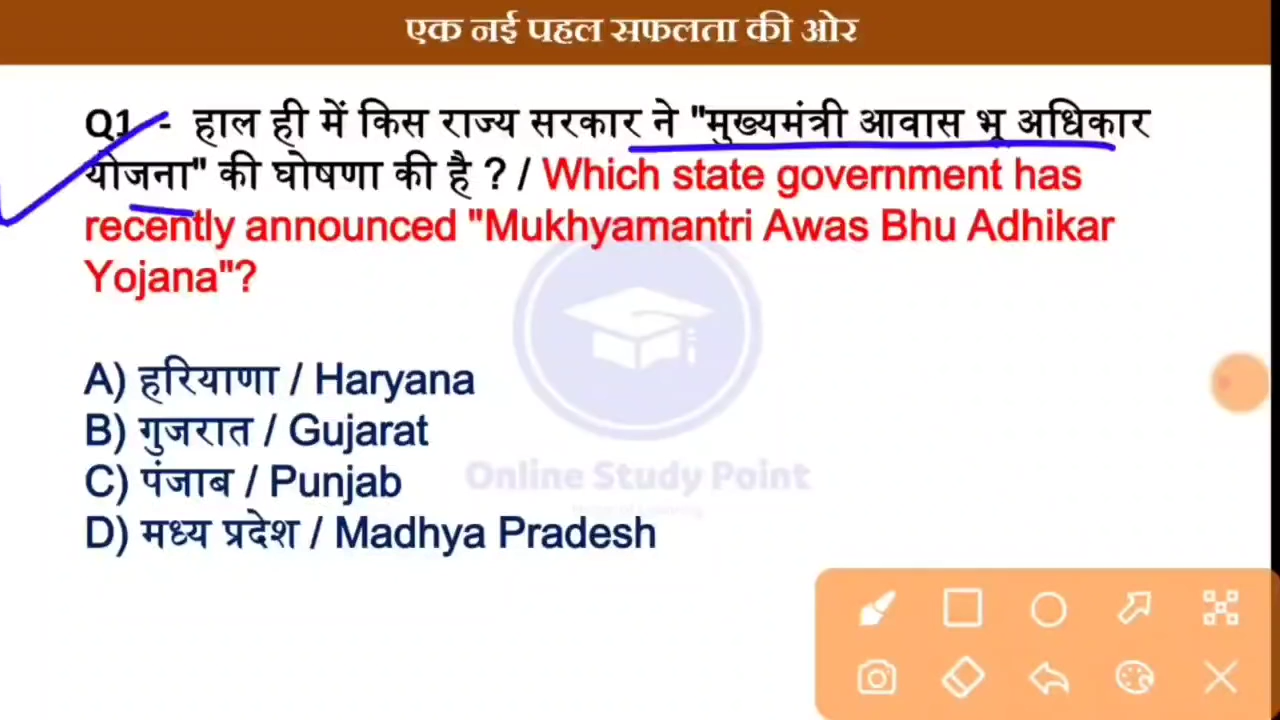 एक नई पहल सफलता की ओर
Q1 - हाल ही में किस राज्य सरकार ने "मुख्यमंत्री आवास भू अधिकार
योजना" की घोषणा की है ? / Which state government has
recently announced "Mukhyamantri Awas Bhu Adhikar
Yojana"?
A) हरियाणा / Haryana
B) गुजरात / Gujarat
C) पंजाब / Punjab
D) मध्य प्रदेश / Madhya Pradesh
Online Study Point